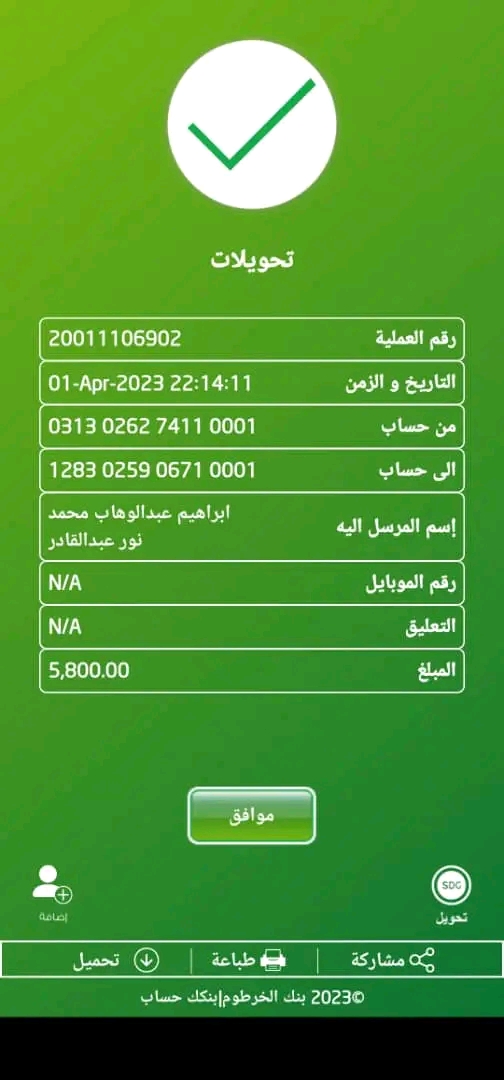 تحويلات
رقم العملية 20011106902
التاريخ و الزمن 01-Apr-2023 22:14:11
من حساب 0313 0262 7411 0001
الى حساب 1283 0259 0671 0001
إسم المرسل اليه ابراهيم عبدالوهاب محمد
نور عبدالقادر
رقم الموبايل N/A
التعليق N/A
المبلغ 5,800.00
موافق
SDG
تحويل
إضافة
مشاركة
طباعة
تحميل
©2023 بنك الخرطوم|بنكك حساب